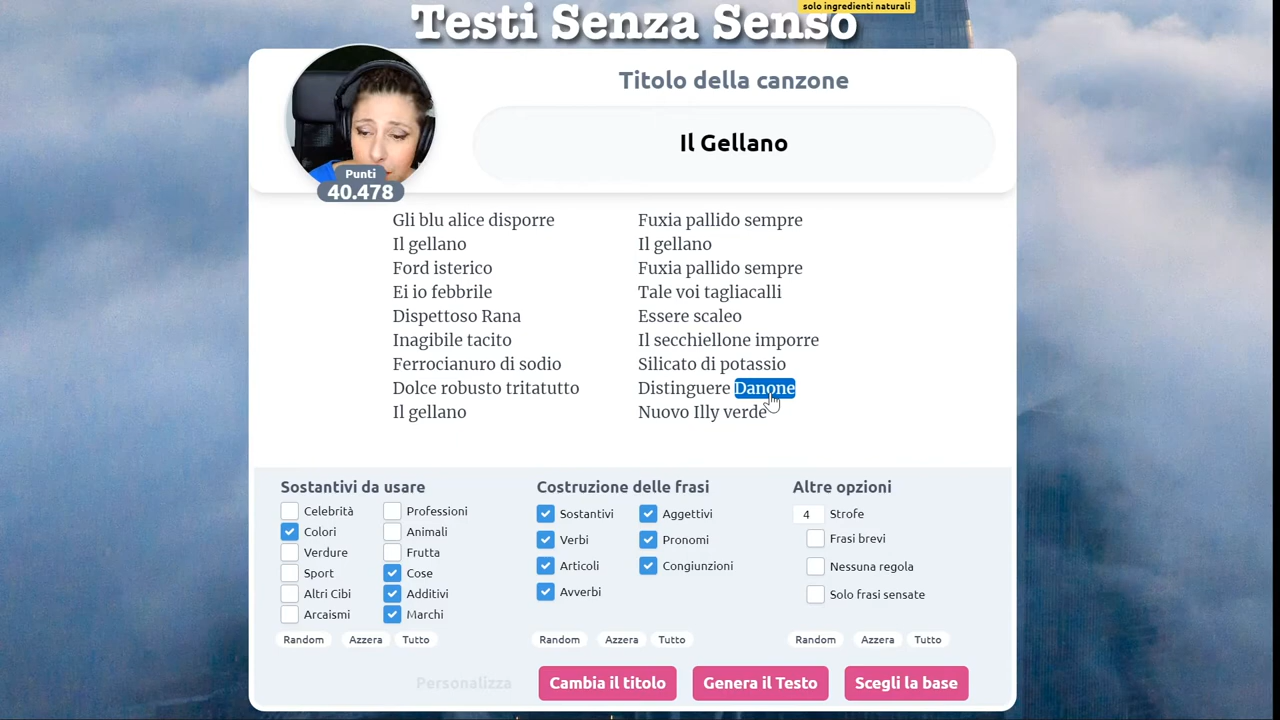 solo ingredienti naturali
Testi Senza Senso
Titolo della canzone
Il Gellano
Punti
40.478
Gli blu alice disporre
Il gellano
Ford isterico
Ei io febbrile
Dispettoso Rana
Inagibile tacito
Ferrocianuro di sodio
Dolce robusto tritatutto
Il gellano
Fuxia pallido sempre
Il gellano
Fuxia pallido sempre
Tale voi tagliacalli
Essere scaleo
Il secchiellone imporre
Silicato di potassio
Distinguere Danone
Nuovo Illy verde
Sostantivi da usare
Celebrità
Colori
Verdure
Sport
Altri Cibi
Arcaismi
Professioni
Animali
Frutta
Cose
Additivi
Marchi
Random Azzera Tutto
Costruzione delle frasi
Sostantivi
Verbi
Articoli
Avverbi
Aggettivi
Pronomi
Congiunzioni
Random Azzera Tutto
Altre opzioni
4 Strofe
Frasi brevi
Nessuna regola
Solo frasi sensate
Random Azzera Tutto
Personalizza
Cambia il titolo
Genera il Testo
Scegli la base